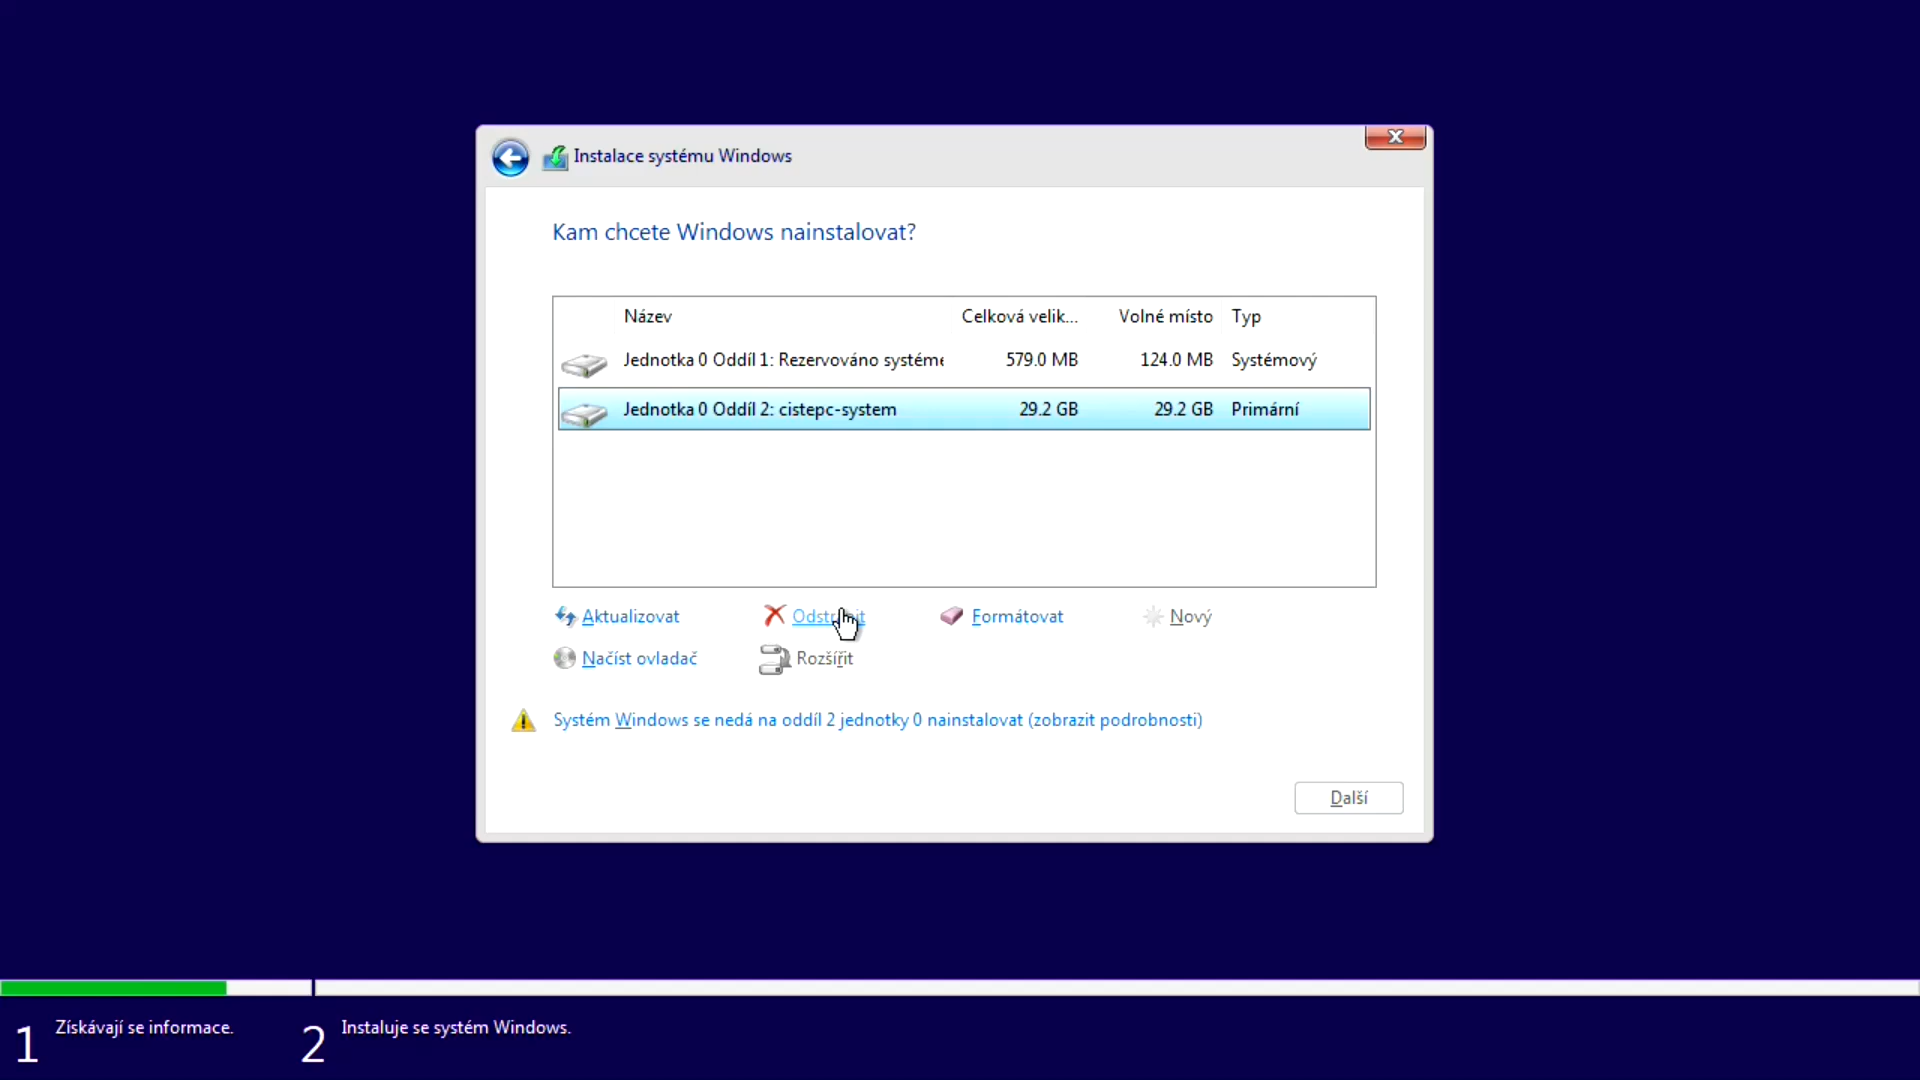 Instalace systému Windows
Kam chcete Windows nainstalovat?
Název Celková velik... Volné místo Typ
Jednotka 0 Oddíl 1: Rezervováno systéme 579.0 MB 124.0 MB Systémový
Jednotka 0 Oddíl 2: cistepc-system 29.2 GB 29.2 GB Primární
Aktualizovat Odstranit Formátovat Nový
Načíst ovladač Rozšířit
Systém Windows se nedá na oddíl 2 jednotky 0 nainstalovat (zobrazit podrobnosti)
Další
1 Získávají se informace. 2 Instaluje se systém Windows.